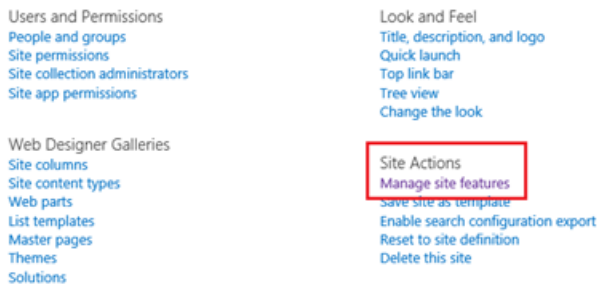 Users and Permissions
People and groups
Site permissions
Site collection administrators
Site app permissions
Look and Feel
Title, description, and logo
Quick launch
Top link bar
Tree view
Change the look
Web Designer Galleries
Site columns
Site content types
Web parts
List templates
Master pages
Themes
Solutions
Site Actions
Manage site features
Save site as template
Enable search configuration export
Reset to site definition
Delete this site